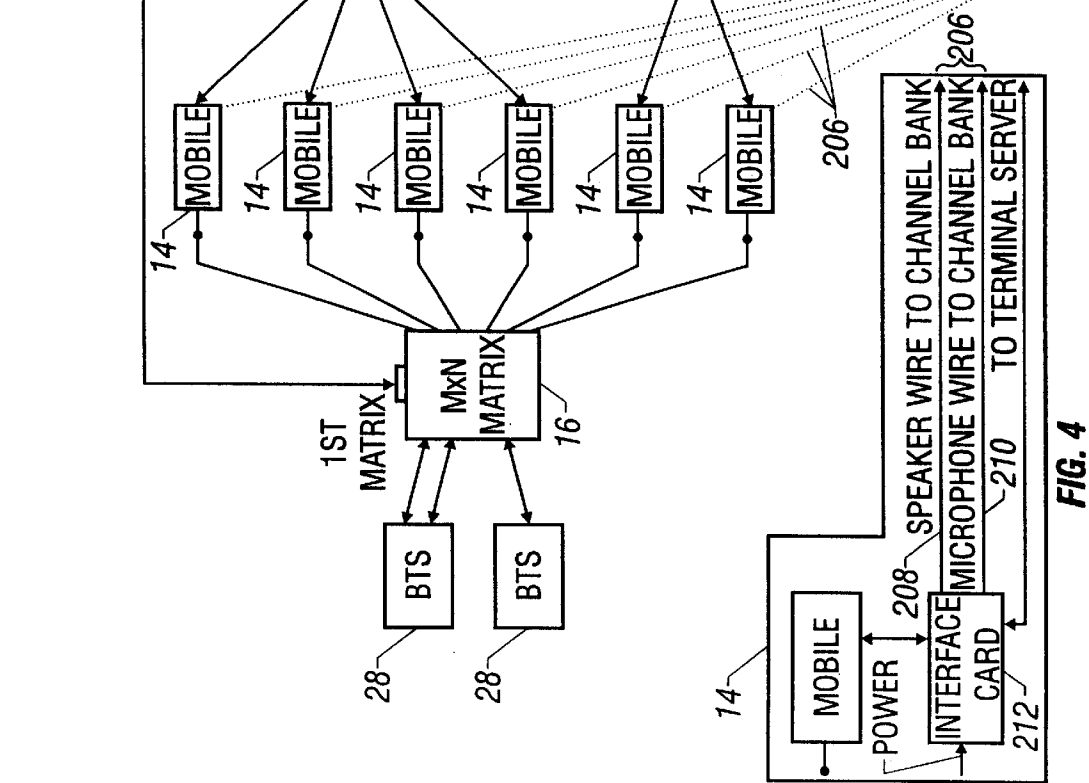 MOBILE
14
MOBILE
14
MOBILE
14
MOBILE
14
MOBILE
14
MOBILE
14
206
1ST
MATRIX
MxN
MATRIX
16
BTS
28
BTS
28
14
MOBILE
POWER
INTERFACE
CARD
212
208
SPEAKER WIRE TO CHANNEL BANK
MICROPHONE WIRE TO CHANNEL BANK
206
210
TO TERMINAL SERVER
FIG. 4